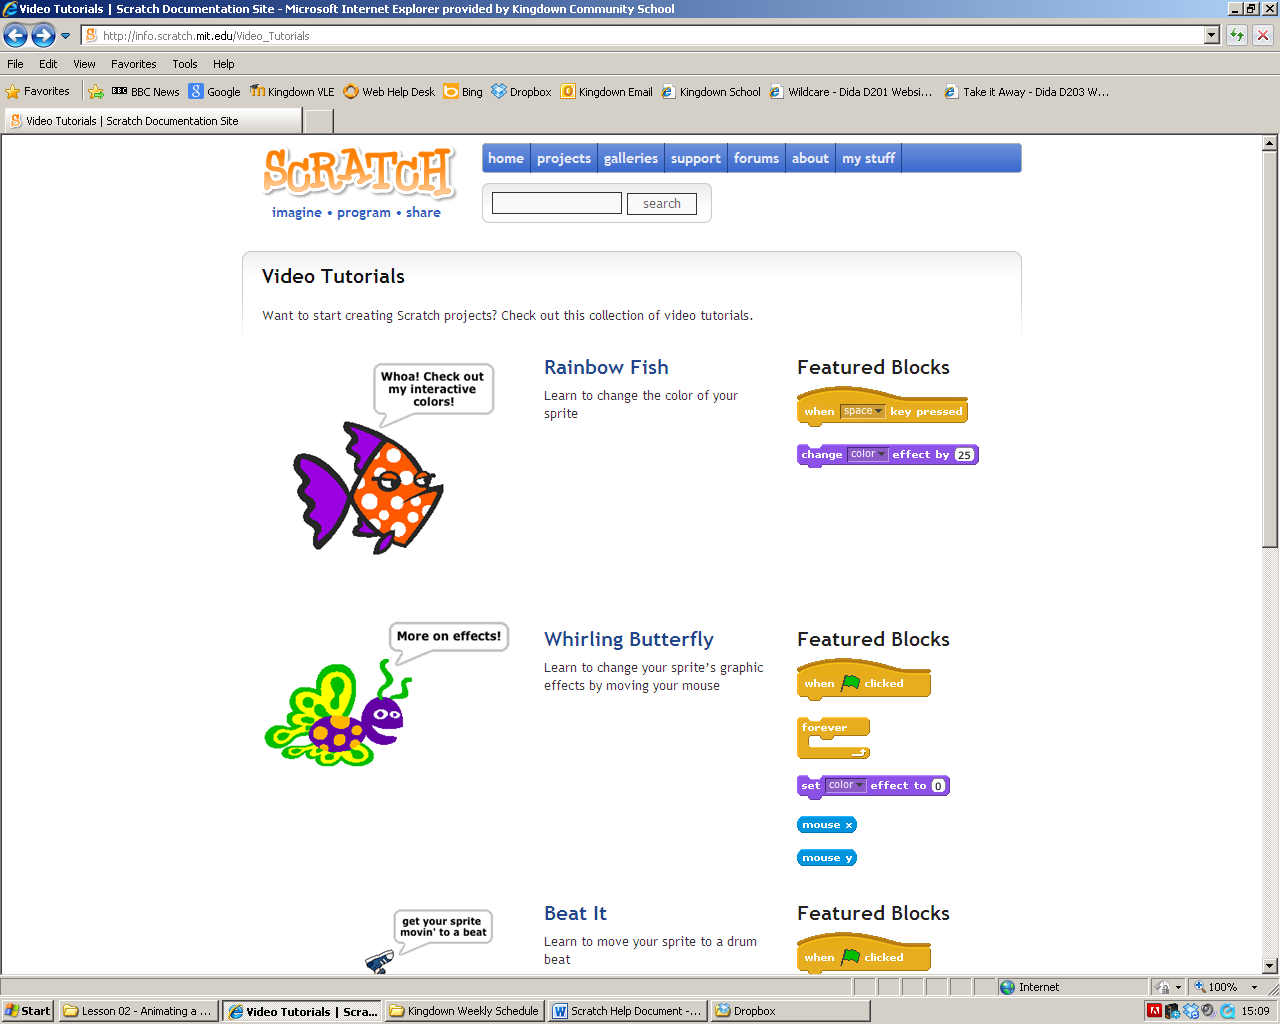 Video Tutorials | Scratch Documentation Site - Microsoft Internet Explorer provided by Kingdown Community School
http://info.scratch.mit.edu/Video_Tutorials
File Edit View Favorites Tools Help
Favorites BBC BBC News Google Kingdown VLE Web Help Desk Bing Dropbox Kingdown Email Kingdown School Wildcare - Dida D201 Websi... Take it Away - Dida D203 W...
Video Tutorials | Scratch Documentation Site
SCRATCH
imagine • program • share
home projects galleries support forums about my stuff
search
Video Tutorials
Want to start creating Scratch projects? Check out this collection of video tutorials.
Whoa! Check out
my interactive
colors!
Rainbow Fish
Learn to change the color of your
sprite
Featured Blocks
when space key pressed
change color effect by 25
More on effects!
Whirling Butterfly
Learn to change your sprite's graphic
effects by moving your mouse
Featured Blocks
when clicked
forever
set color effect to 0
mouse x
mouse y
get your sprite
movin' to a beat
Beat It
Learn to move your sprite to a drum
beat
Featured Blocks
when clicked
Internet 100%
Start Lesson 02 - Animating a ... Video Tutorials | Scra... Kingdown Weekly Schedule Scratch Help Document -... Dropbox 15:09